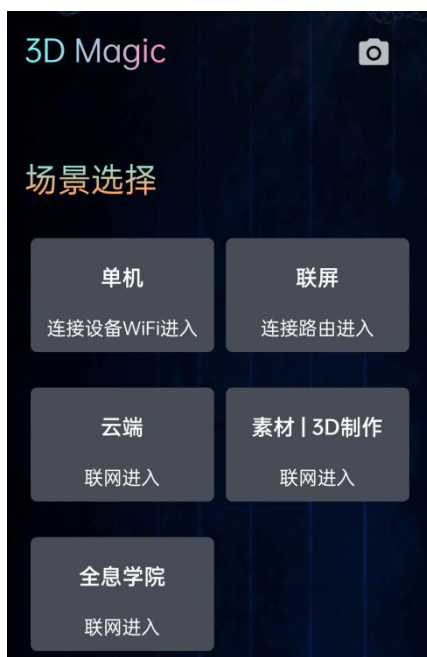 3D Magic
场景选择
单机
连接设备WiFi进入
联屏
连接路由进入
云端
联网进入
素材 | 3D制作
联网进入
全息学院
联网进入